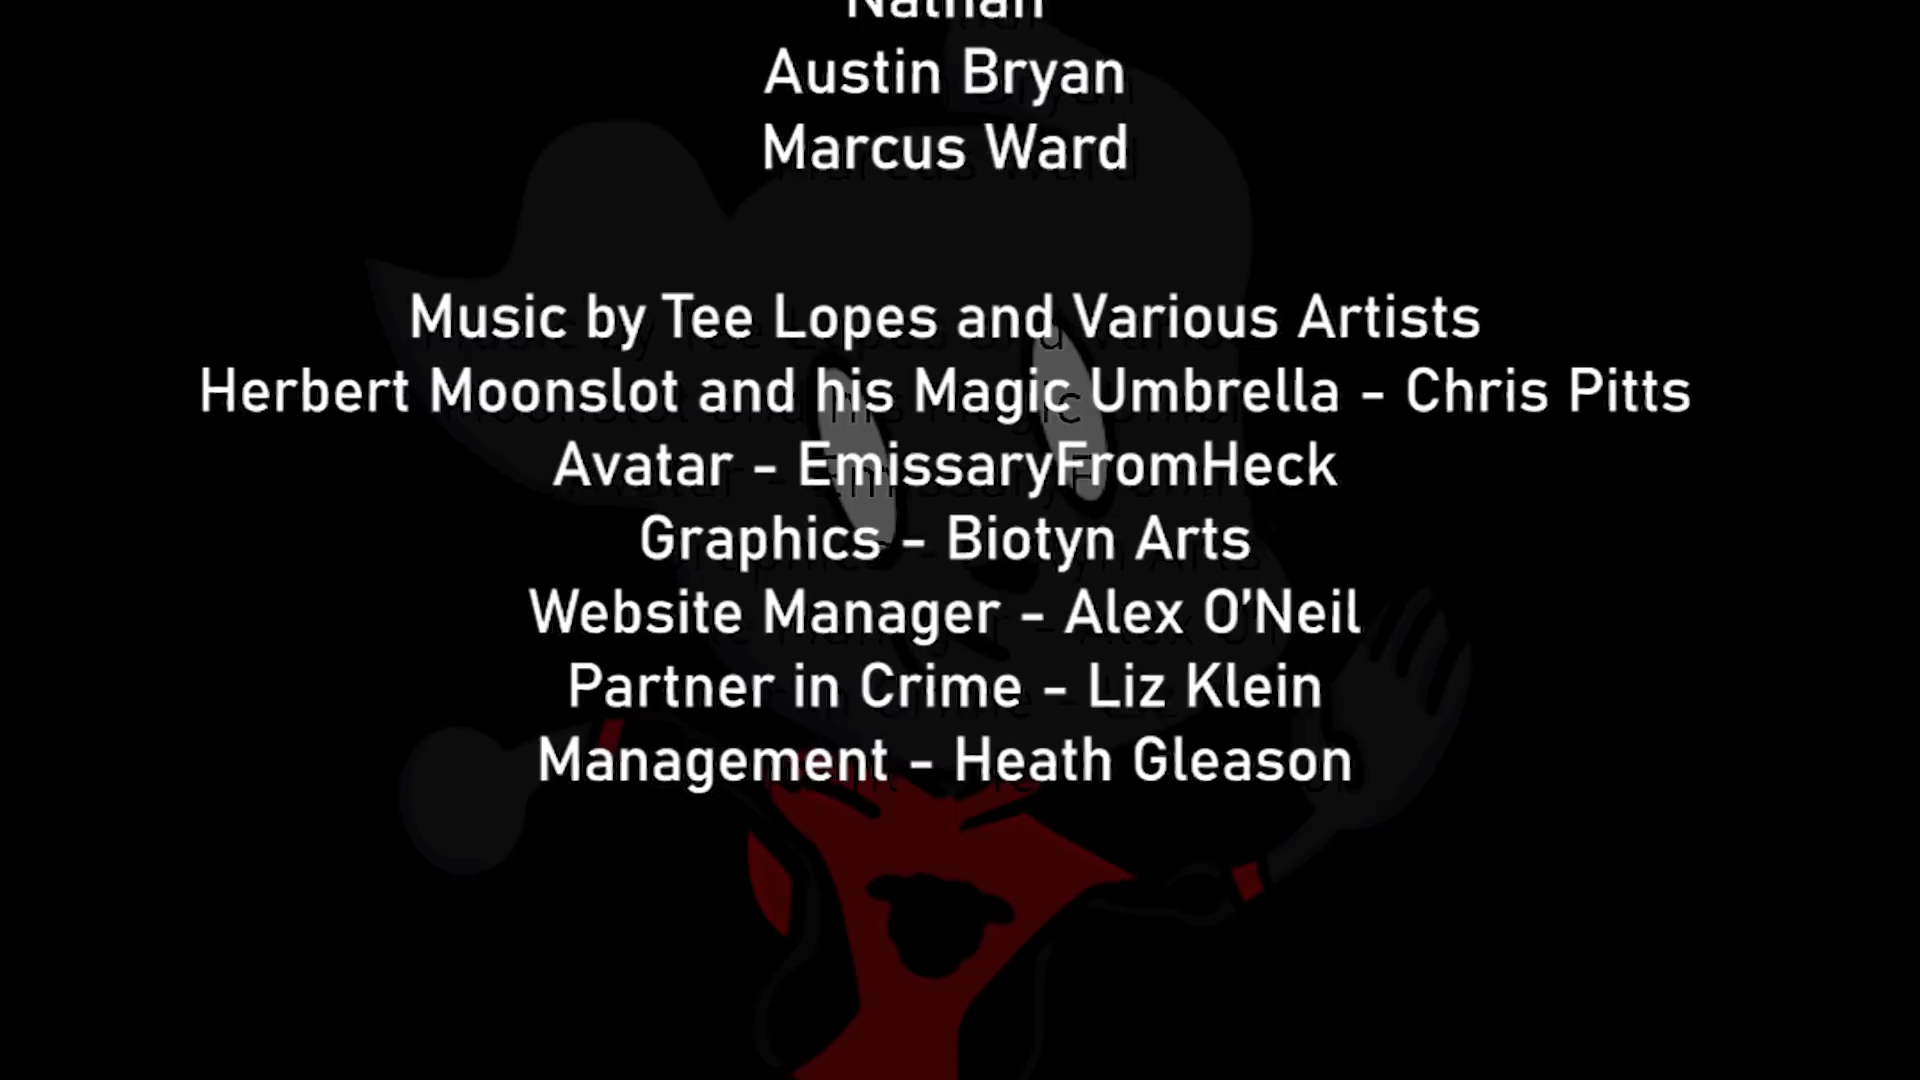 Nathan
Austin Bryan
Marcus Ward
Music by Tee Lopes and Various Artists
Herbert Moonslot and his Magic Umbrella - Chris Pitts
Avatar - EmissaryFromHeck
Graphics - Biotyn Arts
Website Manager - Alex O’Neil
Partner in Crime - Liz Klein
Management - Heath Gleason